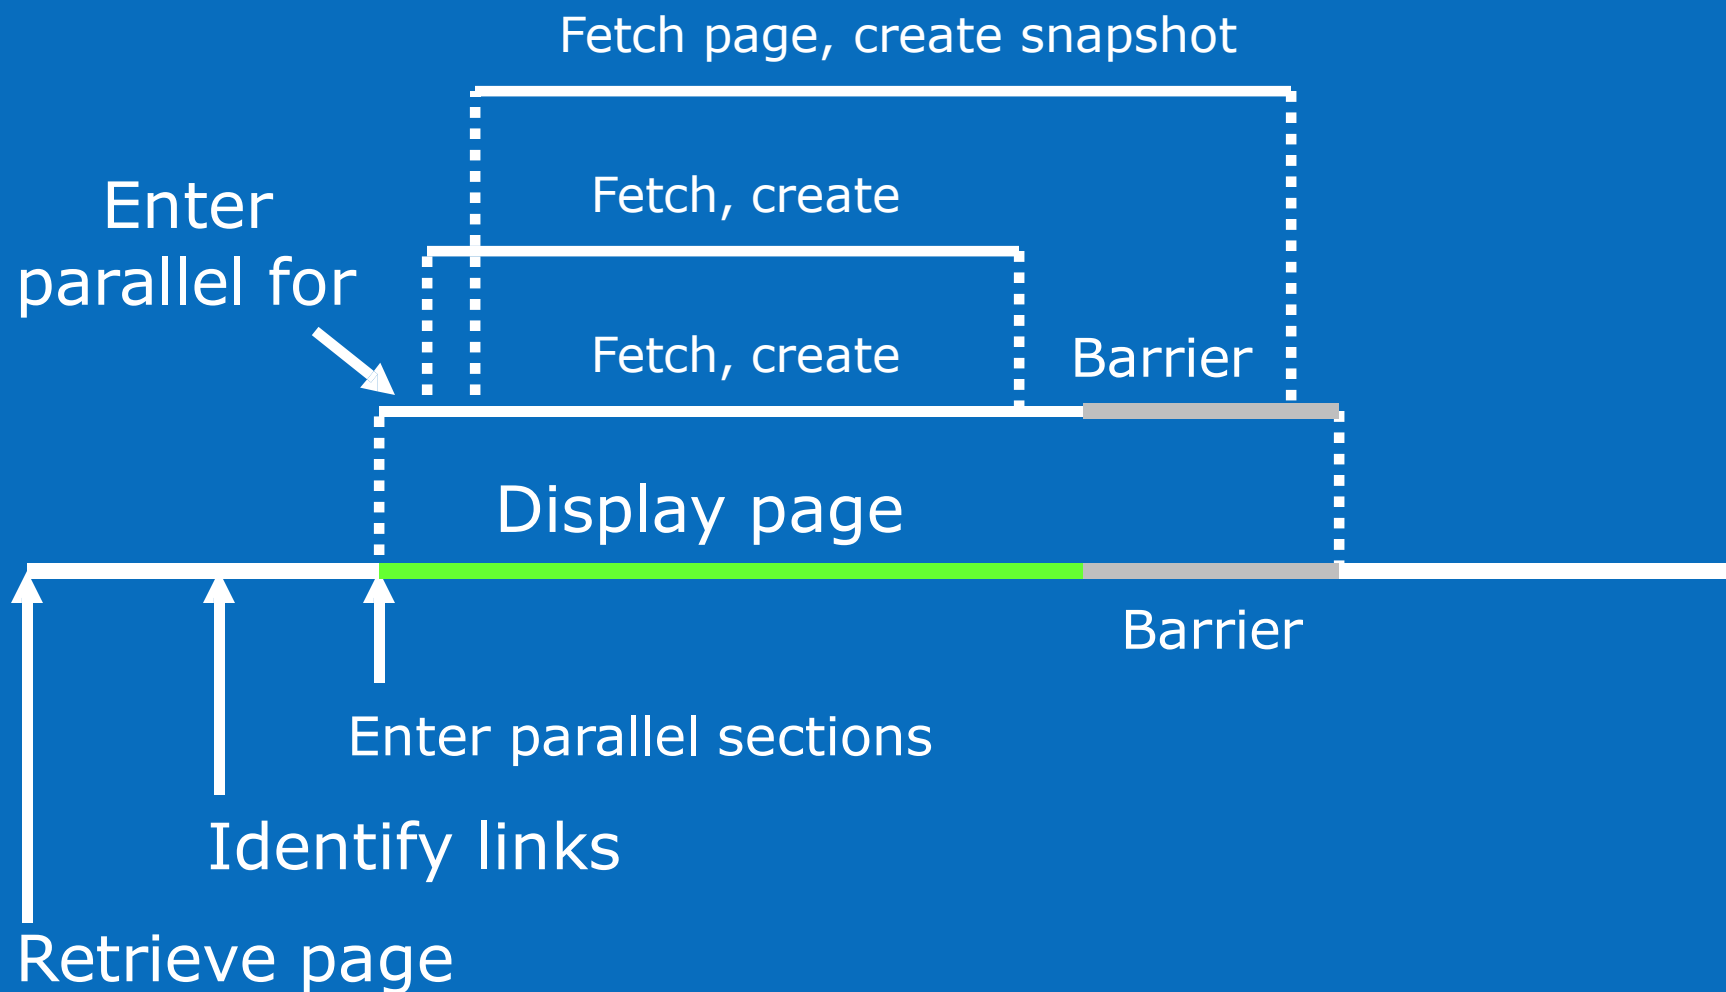 Fetch page, create snapshot
Fetch, create
Enter
parallel for
Fetch, create
Barrier
Display page
Barrier
Enter parallel sections
Identify links
Retrieve page